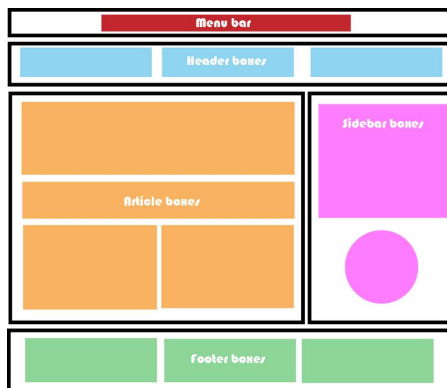 Menu bar
Header boxes
Sidebar boxes
Article boxes
Footer boxes